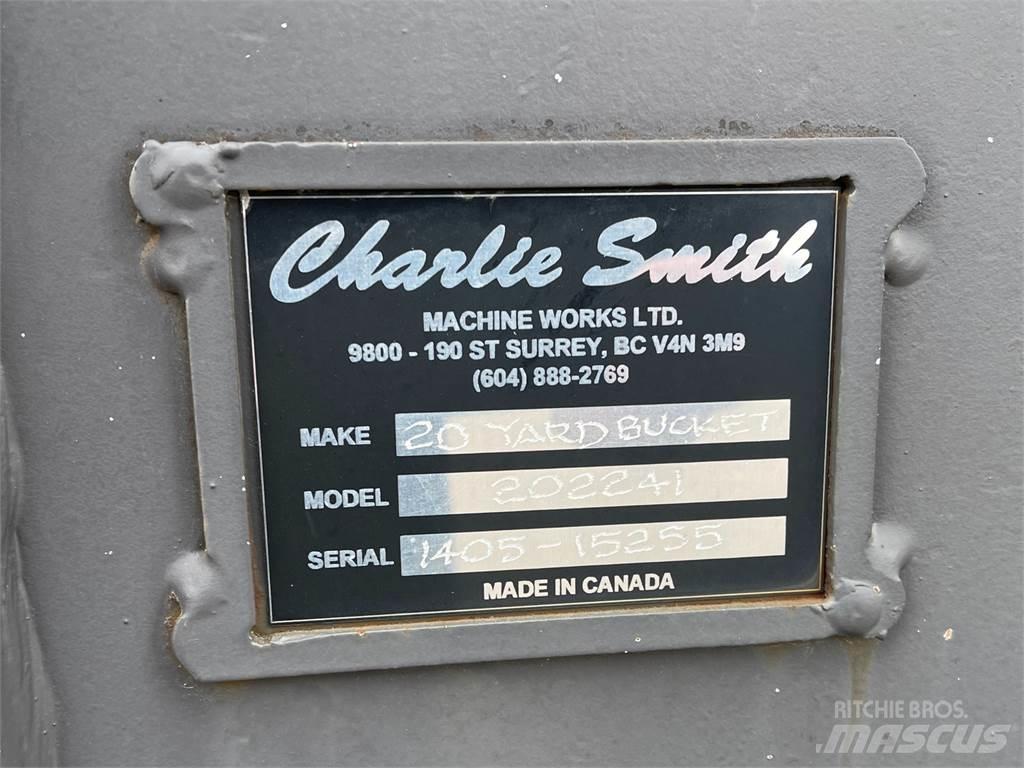 Charlie Smith
MACHINE WORKS LTD.
9800 - 190 ST SURREY, BC V4N 3M9
(604) 888-2769
MAKE 20 YARD BUCKET
MODEL 202241
SERIAL 1405-15255
MADE IN CANADA
RITCHIE BROS.
MASCUS